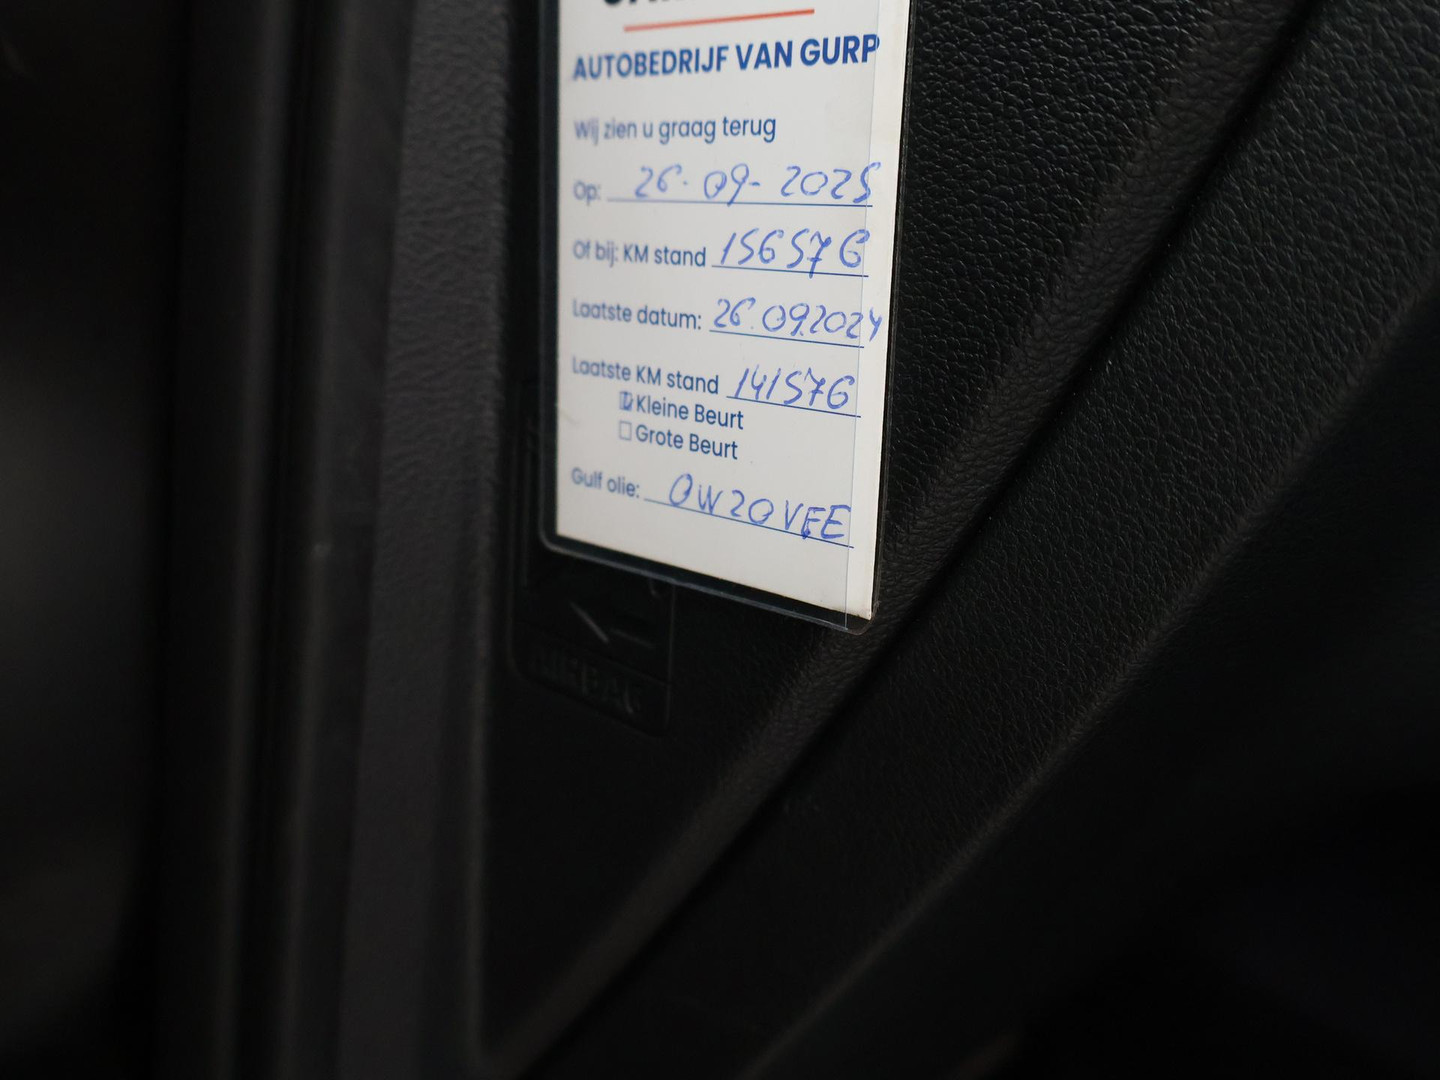 AUTOBEDRIJF VAN GURP
Wij zien u graag terug
Op: 26-09-2025
Of bij: KM stand 156576
Laatste datum: 26.09.2024
Laatste KM stand 141576
Kleine Beurt
Grote Beurt
Gulf olie: 0W20VFE
AIRBAG